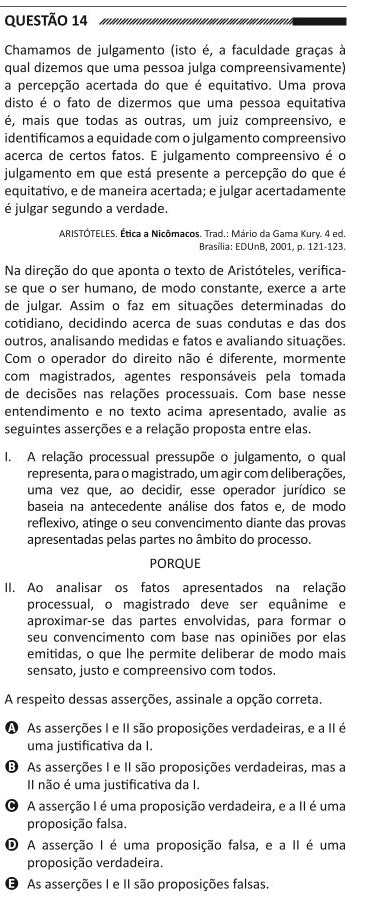 QUESTÃO 14
Chamamos de julgamento (isto é, a faculdade graças à
qual dizemos que uma pessoa julga compreensivamente)
a percepção acertada do que é equitativo. Uma prova
disto é o fato de dizermos que uma pessoa equitativa
é, mais que todas as outras, um juiz compreensivo, e
identificamos a equidade com o julgamento compreensivo
acerca de certos fatos. E julgamento compreensivo é o
julgamento em que está presente a percepção do que é
equitativo, e de maneira acertada; e julgar acertadamente
é julgar segundo a verdade.
ARISTÓTELES. Ética a Nicômacos. Trad.: Mário da Gama Kury. 4 ed.
Brasília: EDUnB, 2001, p. 121-123.
Na direção do que aponta o texto de Aristóteles, verifica-
se que o ser humano, de modo constante, exerce a arte
de julgar. Assim o faz em situações determinadas do
cotidiano, decidindo acerca de suas condutas e das dos
outros, analisando medidas e fatos e avaliando situações.
Com o operador do direito não é diferente, mormente
com magistrados, agentes responsáveis pela tomada
de decisões nas relações processuais. Com base nesse
entendimento e no texto acima apresentado, avalie as
seguintes asserções e a relação proposta entre elas.
I. A relação processual pressupõe o julgamento, o qual
representa, para o magistrado, um agir com deliberações,
uma vez que, ao decidir, esse operador jurídico se
baseia na antecedente análise dos fatos e, de modo
reflexivo, atinge o seu convencimento diante das provas
apresentadas pelas partes no âmbito do processo.
PORQUE
II. Ao analisar os fatos apresentados na relação
processual, o magistrado deve ser equânime e
aproximar-se das partes envolvidas, para formar o
seu convencimento com base nas opiniões por elas
emitidas, o que lhe permite deliberar de modo mais
sensato, justo e compreensivo com todos.
A respeito dessas asserções, assinale a opção correta.
A As asserções I e II são proposições verdadeiras, e a II é
uma justificativa da I.
B As asserções I e II são proposições verdadeiras, mas a
II não é uma justificativa da I.
C A asserção I é uma proposição verdadeira, e a II é uma
proposição falsa.
D A asserção I é uma proposição falsa, e a II é uma
proposição verdadeira.
E As asserções I e II são proposições falsas.